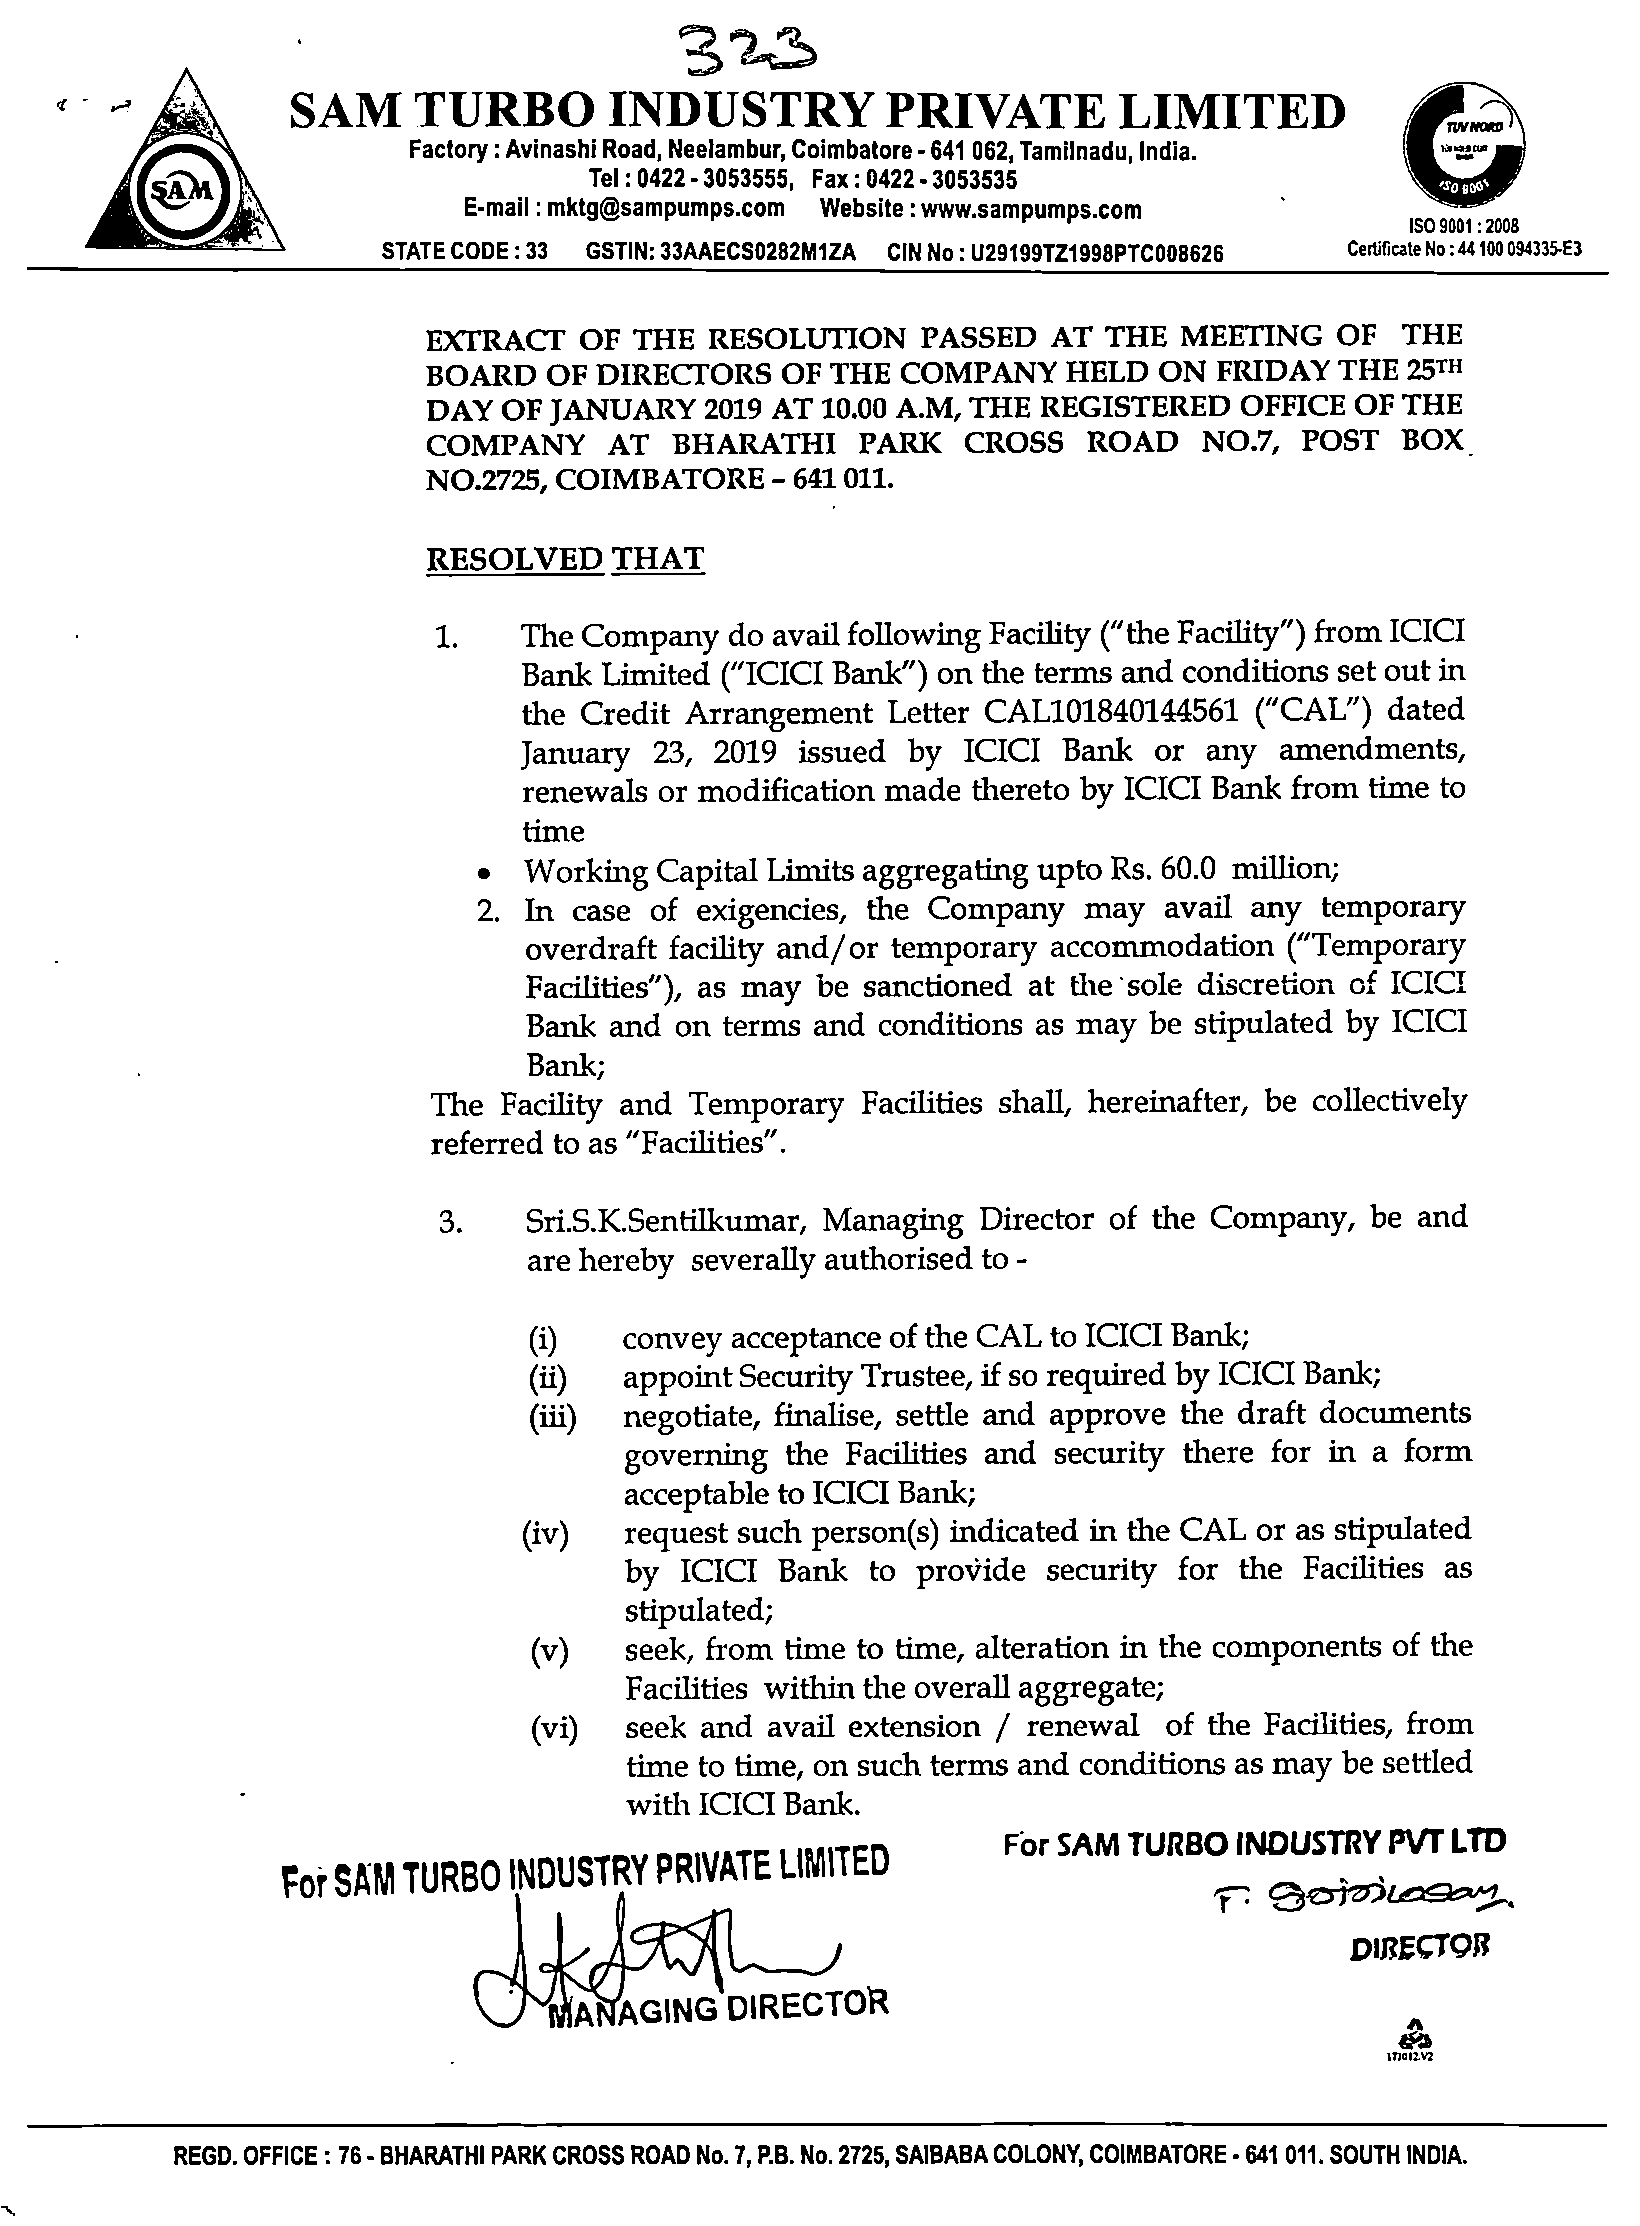 323
SAM TURBO INDUSTRY PRIVATE LIMITED
Factory : Avinashi Road, Neelambur, Coimbatore - 641 062, Tamilnadu, India.
Tel : 0422 - 3053555, Fax : 0422 - 3053535
E-mail : mktg@sampumps.com Website : www.sampumps.com
STATE CODE : 33 GSTIN: 33AAECS0282M1ZA CIN No : U29199TZ1998PTC008626
SAM
TUV NORD
ISO 9001
ISO 9001 : 2008
Certificate No : 44 100 094335-E3
EXTRACT OF THE RESOLUTION PASSED AT THE MEETING OF THE
BOARD OF DIRECTORS OF THE COMPANY HELD ON FRIDAY THE 25TH
DAY OF JANUARY 2019 AT 10.00 A.M, THE REGISTERED OFFICE OF THE
COMPANY AT BHARATHI PARK CROSS ROAD NO.7, POST BOX
NO.2725, COIMBATORE – 641 011.
RESOLVED THAT
1. The Company do avail following Facility ("the Facility") from ICICI
Bank Limited ("ICICI Bank") on the terms and conditions set out in
the Credit Arrangement Letter CAL101840144561 ("CAL") dated
January 23, 2019 issued by ICICI Bank or any amendments,
renewals or modification made thereto by ICICI Bank from time to
time
• Working Capital Limits aggregating upto Rs. 60.0 million;
2. In case of exigencies, the Company may avail any temporary
overdraft facility and/or temporary accommodation ("Temporary
Facilities"), as may be sanctioned at the sole discretion of ICICI
Bank and on terms and conditions as may be stipulated by ICICI
Bank;
The Facility and Temporary Facilities shall, hereinafter, be collectively
referred to as "Facilities".
3. Sri.S.K.Sentilkumar, Managing Director of the Company, be and
are hereby severally authorised to -
(i) convey acceptance of the CAL to ICICI Bank;
(ii) appoint Security Trustee, if so required by ICICI Bank;
(iii) negotiate, finalise, settle and approve the draft documents
governing the Facilities and security there for in a form
acceptable to ICICI Bank;
(iv) request such person(s) indicated in the CAL or as stipulated
by ICICI Bank to provide security for the Facilities as
stipulated;
(v) seek, from time to time, alteration in the components of the
Facilities within the overall aggregate;
(vi) seek and avail extension / renewal of the Facilities, from
time to time, on such terms and conditions as may be settled
with ICICI Bank.
For SAM TURBO INDUSTRY PRIVATE LIMITED
MANAGING DIRECTOR
For SAM TURBO INDUSTRY PVT LTD
DIRECTOR
REGD. OFFICE : 76 - BHARATHI PARK CROSS ROAD No. 7, P.B. No. 2725, SAIBABA COLONY, COIMBATORE - 641 011. SOUTH INDIA.